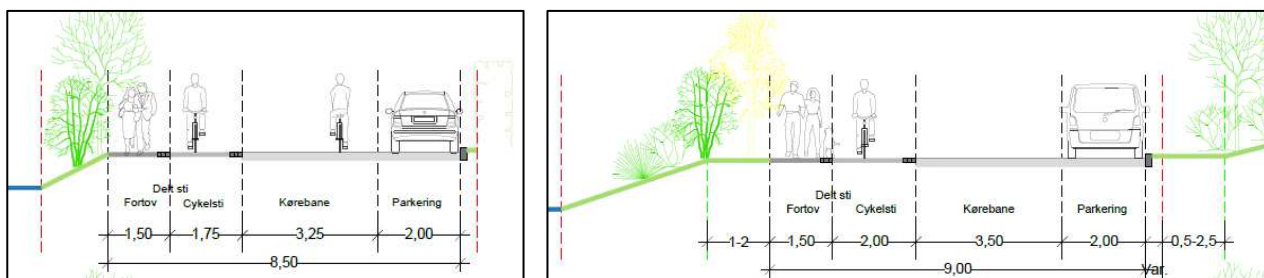 Delt sti
Fortov Cykelsti Kørebane Parkering
1,50 1,75 3,25 2,00
8,50
Delt sti
Fortov Cykelsti Kørebane Parkering
1-2 1,50 2,00 3,50 2,00 0,5-2,5
9,00 Var.